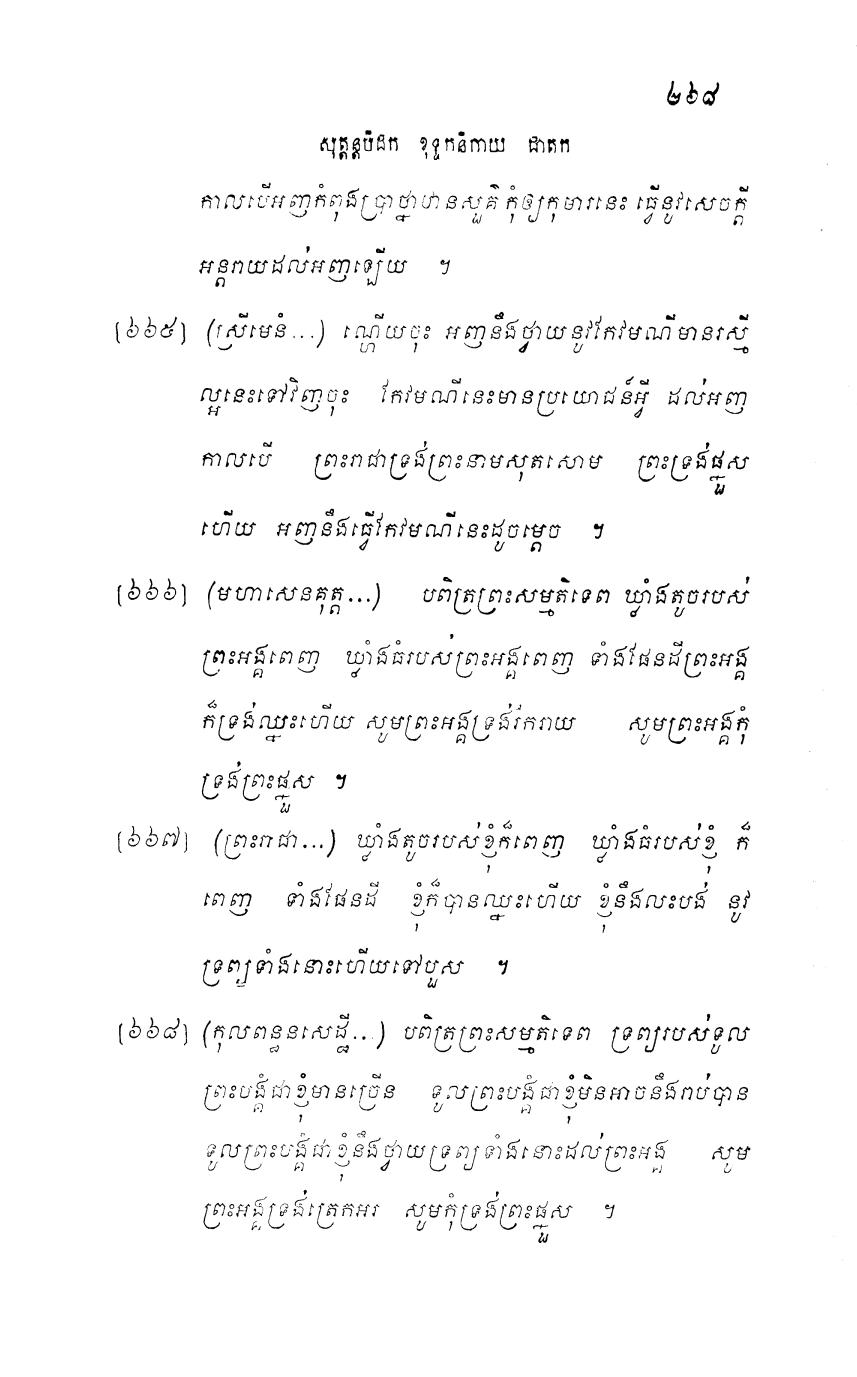 ២៦៨
សុត្តន្តបិដក ខុទ្ទកនិកាយ ជាតក
កាលបើអញកំពុងប្រាថ្នាឋានសួគ៌ កុំឲ្យកុមារនេះ ធ្វើនូវសេចក្តី
អន្តរាយដល់អញឡើយ ។
[៦៦៥] (ស្រីមេនំ...) ណ្ហើយចុះ អញនឹងថ្វាយនូវកែវមណីមានរស្មី
ល្អនេះទៅវិញចុះ កែវមណីនេះមានប្រយោជន៍អ្វី ដល់អញ
កាលបើ ព្រះរាជាទ្រង់ព្រះនាមសុតសោម ព្រះទ្រង់ផ្នួស
ហើយ អញនឹងធ្វើកែវមណីនេះដូចម្តេច ។
[៦៦៦] (មហាសេនគុត្ត...) បពិត្រព្រះសម្មតិទេព ឃ្លាំងតូចរបស់
ព្រះអង្គពេញ ឃ្លាំងធំរបស់ព្រះអង្គពេញ ទាំងផែនដីព្រះអង្គ
ក៏ទ្រង់ឈ្នះហើយ សូមព្រះអង្គទ្រង់រីករាយ សូមព្រះអង្គកុំ
ទ្រង់ព្រះផ្នួស ។
[៦៦៧] (ព្រះរាជា...) ឃ្លាំងតូចរបស់ខ្ញុំក៏ពេញ ឃ្លាំងធំរបស់ខ្ញុំ ក៏
ពេញ ទាំងផែនដី ខ្ញុំក៏បានឈ្នះហើយ ខ្ញុំនឹងលះបង់ នូវ
ទ្រព្យទាំងនោះហើយទៅបួស ។
[៦៦៨] (កុលពន្ធនសេដ្ឋី...) បពិត្រព្រះសម្មតិទេព ទ្រព្យរបស់ទូល
ព្រះបង្គំជាខ្ញុំមានច្រើន ទូលព្រះបង្គំជាខ្ញុំមិនអាចនឹងរាប់បាន
ទូលព្រះបង្គំជាខ្ញុំនឹងថ្វាយទ្រព្យទាំងនោះដល់ព្រះអង្គ សូម
ព្រះអង្គទ្រង់ត្រេកអរ សូមកុំទ្រង់ព្រះផ្នួស ។